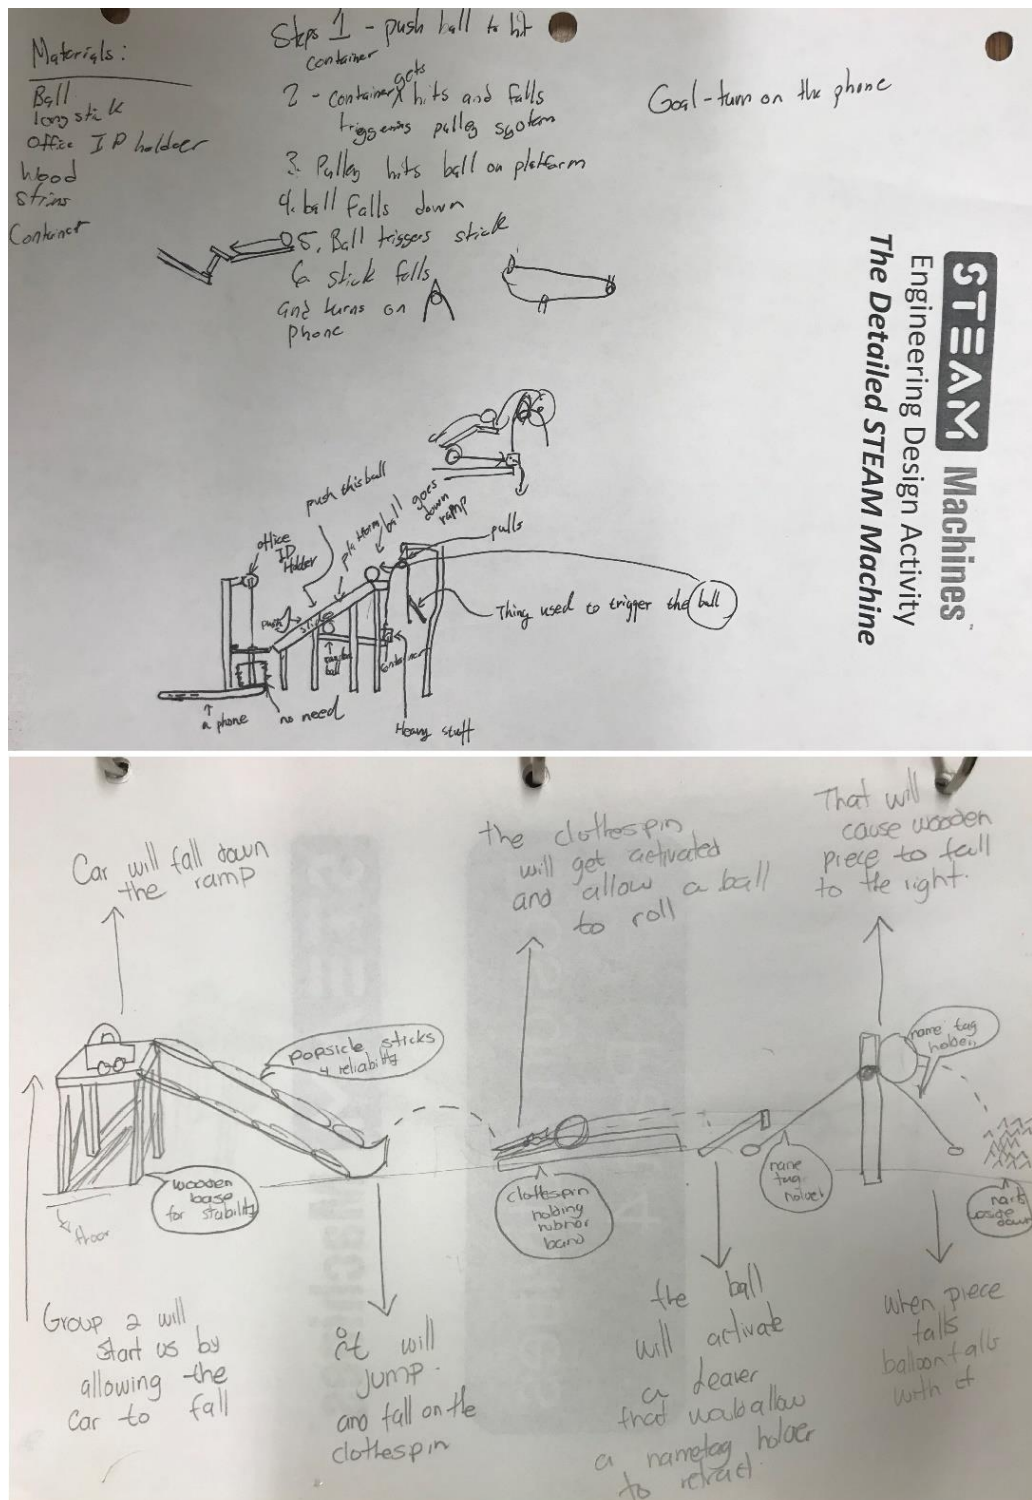 Materials:
Ball
long stick
office ID holder
Wood
String
Container
Steps 1 - push ball to hit
container
2 - container gets hits and falls
triggering pulley system
3. Pulley hits ball on platform
4. ball falls down
5. Ball triggers stick
6. stick falls
and turns on
phone
Goal - turn on the phone
STEAM Machines
Engineering Design Activity
The Detailed STEAM Machine
push this ball
office
ID
Holder
platform
ball goes
down
ramp
pulls
Thing used to trigger the ball
push
stick
ball
container
a phone
no need
Heavy stuff
Car will fall down
the ramp
the clothespin
will get activated
and allow a ball
to roll
That will
cause wooden
piece to fall
to the right.
popsicle sticks
4 reliability
name tag
holder
wooden
base
for stability
floor
clothespin
holing
rubner
band
name
tag
holder
Group 2 will
start us by
allowing the
car to fall
it will
jump
and fall on the
clothespin
the ball
will activate
a leaver
that would allow
a nametag holder
to retract.
when piece
falls
balloon falls
with it